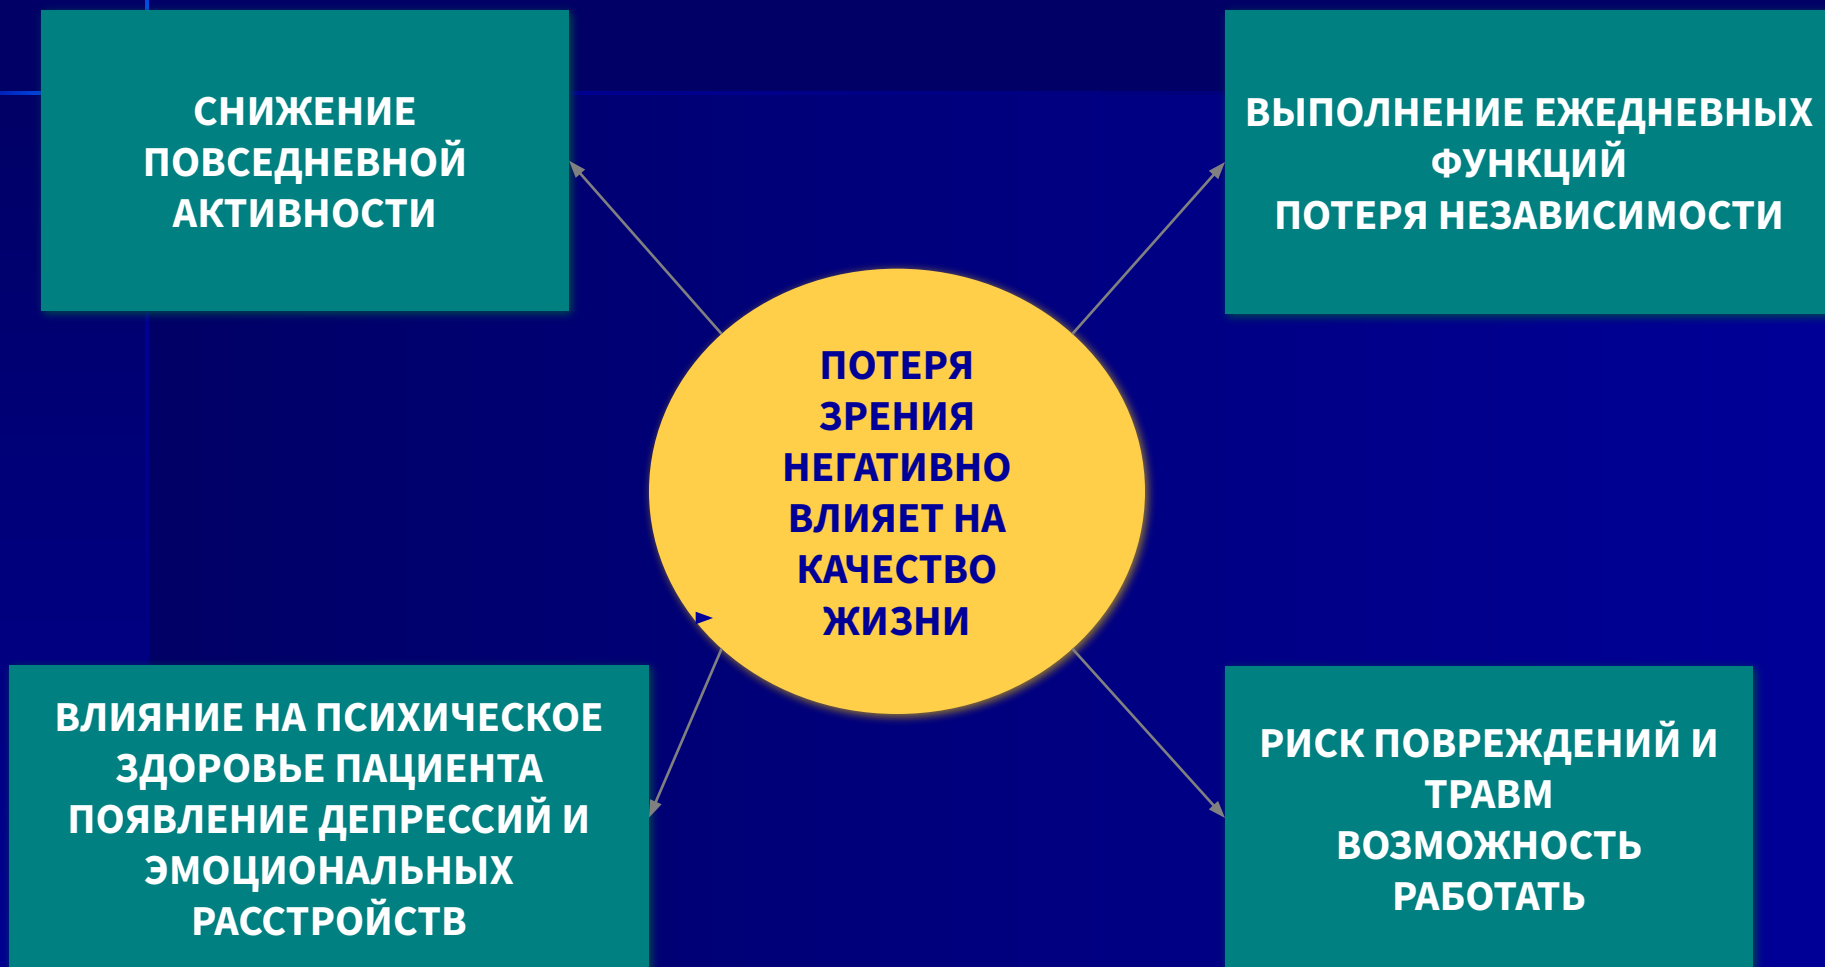 СНИЖЕНИЕ
ПОВСЕДНЕВНОЙ
АКТИВНОСТИ
ВЫПОЛНЕНИЕ ЕЖЕДНЕВНЫХ
ФУНКЦИЙ
ПОТЕРЯ НЕЗАВИСИМОСТИ
ПОТЕРЯ
ЗРЕНИЯ
НЕГАТИВНО
ВЛИЯЕТ НА
КАЧЕСТВО
ЖИЗНИ
ВЛИЯНИЕ НА ПСИХИЧЕСКОЕ
ЗДОРОВЬЕ ПАЦИЕНТА
ПОЯВЛЕНИЕ ДЕПРЕССИЙ И
ЭМОЦИОНАЛЬНЫХ
РАССТРОЙСТВ
РИСК ПОВРЕЖДЕНИЙ И
ТРАВМ
ВОЗМОЖНОСТЬ
РАБОТАТЬ